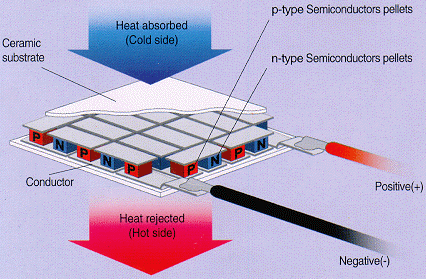 p-type Semiconductors pellets
Heat absorbed
(Cold side)
Ceramic
substrate
n-type Semiconductors pellets
P N P N P P N P N
Conductor
Positive(+)
Heat rejected
(Hot side)
Negative(-)